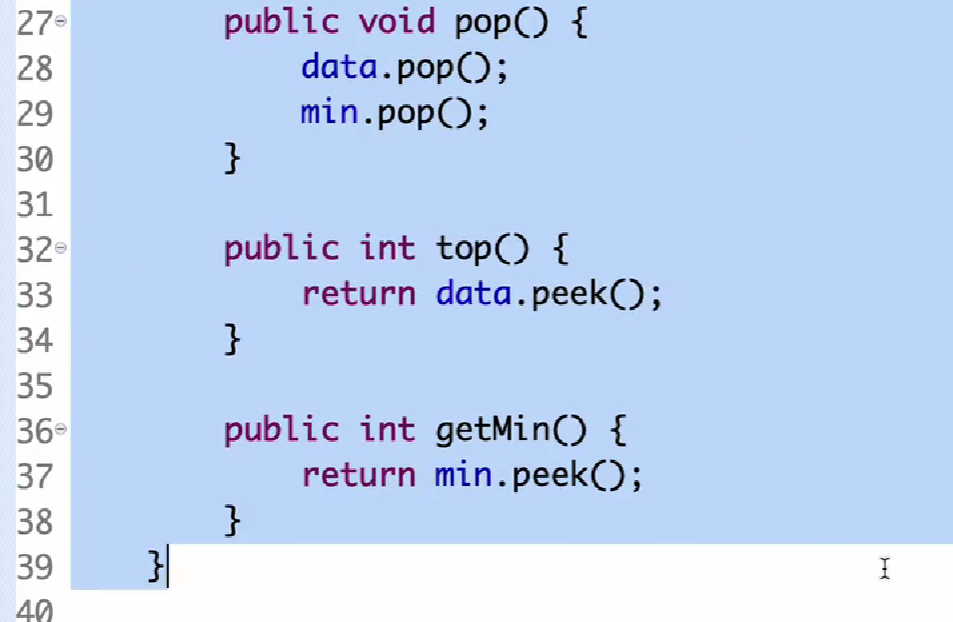 27 public void pop() {
28 data.pop();
29 min.pop();
30 }
31
32 public int top() {
33 return data.peek();
34 }
35
36 public int getMin() {
37 return min.peek();
38 }
39 }
40